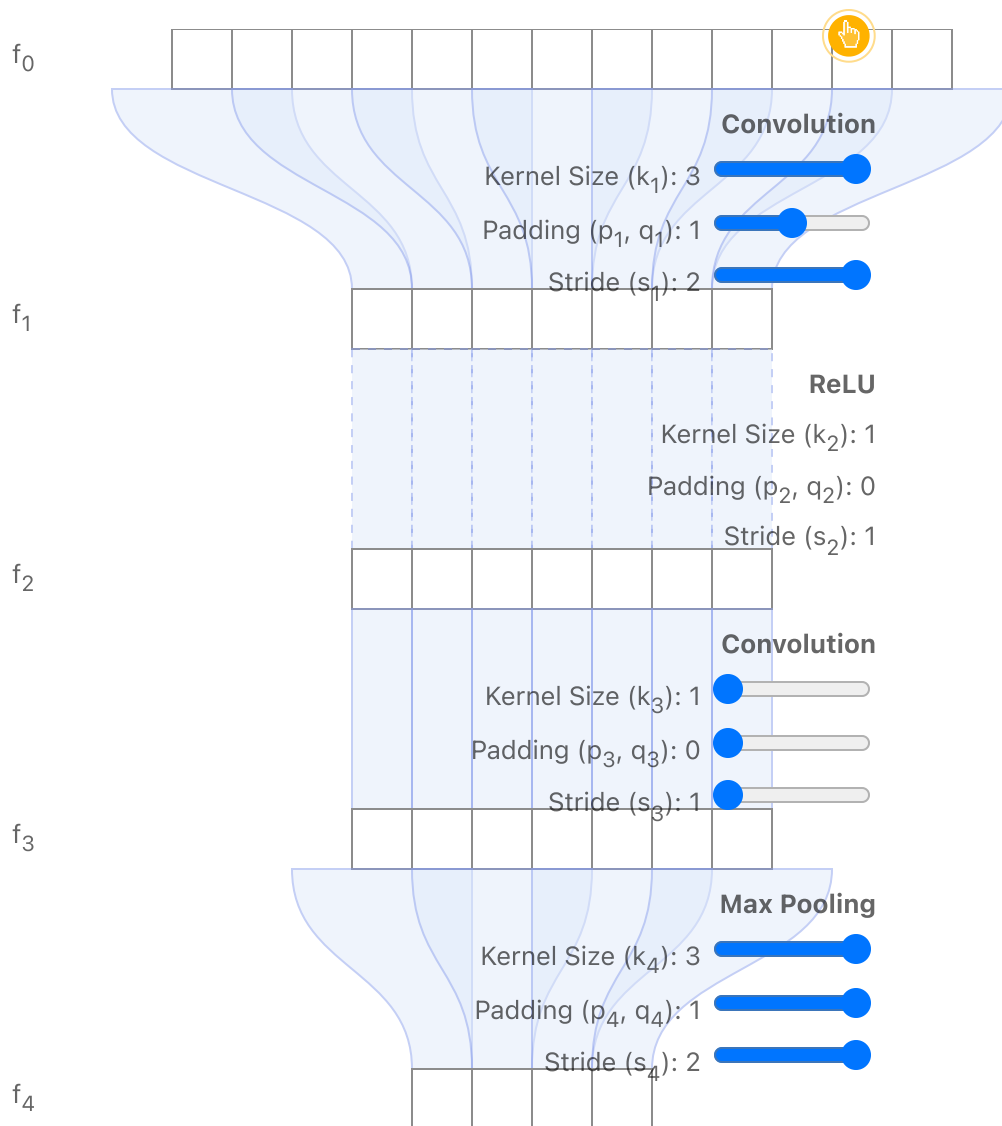 f0
Convolution
Kernel Size (k1): 3
Padding (p1, q1): 1
Stride (s1): 2
f1
ReLU
Kernel Size (k2): 1
Padding (p2, q2): 0
Stride (s2): 1
f2
Convolution
Kernel Size (k3): 1
Padding (p3, q3): 0
Stride (s3): 1
f3
Max Pooling
Kernel Size (k4): 3
Padding (p4, q4): 1
Stride (s4): 2
f4